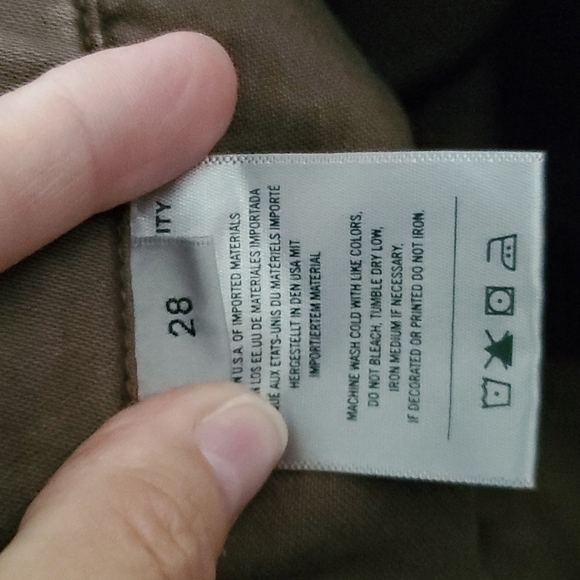 ITY
28
U.S.A. OF IMPORTED MATERIALS
LOS EE.UU DE MATERIALES IMPORTADA
AUX ETATS-UNIS DU MATÉRIELS IMPORTÉ
HERGESTELLT IN DEN USA MIT
IMPORTIERTEM MATERIAL
MACHINE WASH COLD WITH LIKE COLORS,
DO NOT BLEACH, TUMBLE DRY LOW,
IRON MEDIUM IF NECESSARY.
IF DECORATED OR PRINTED DO NOT IRON.